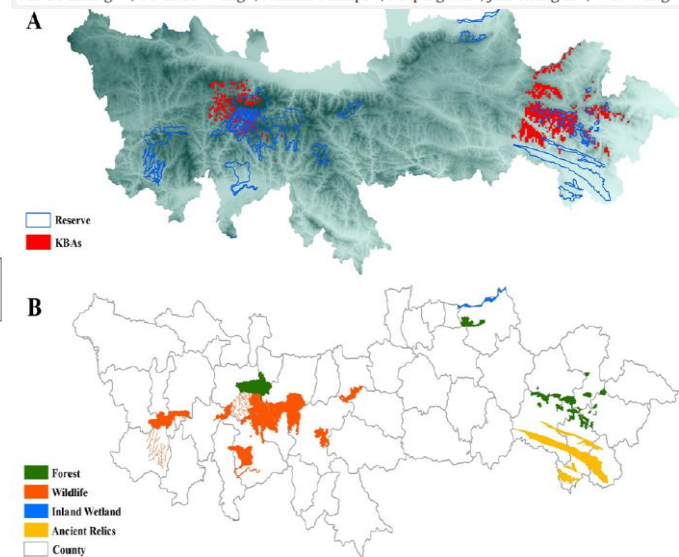 A
Reserve
KBAs
B
Forest
Wildlife
Inland Wetland
Ancient Relics
County